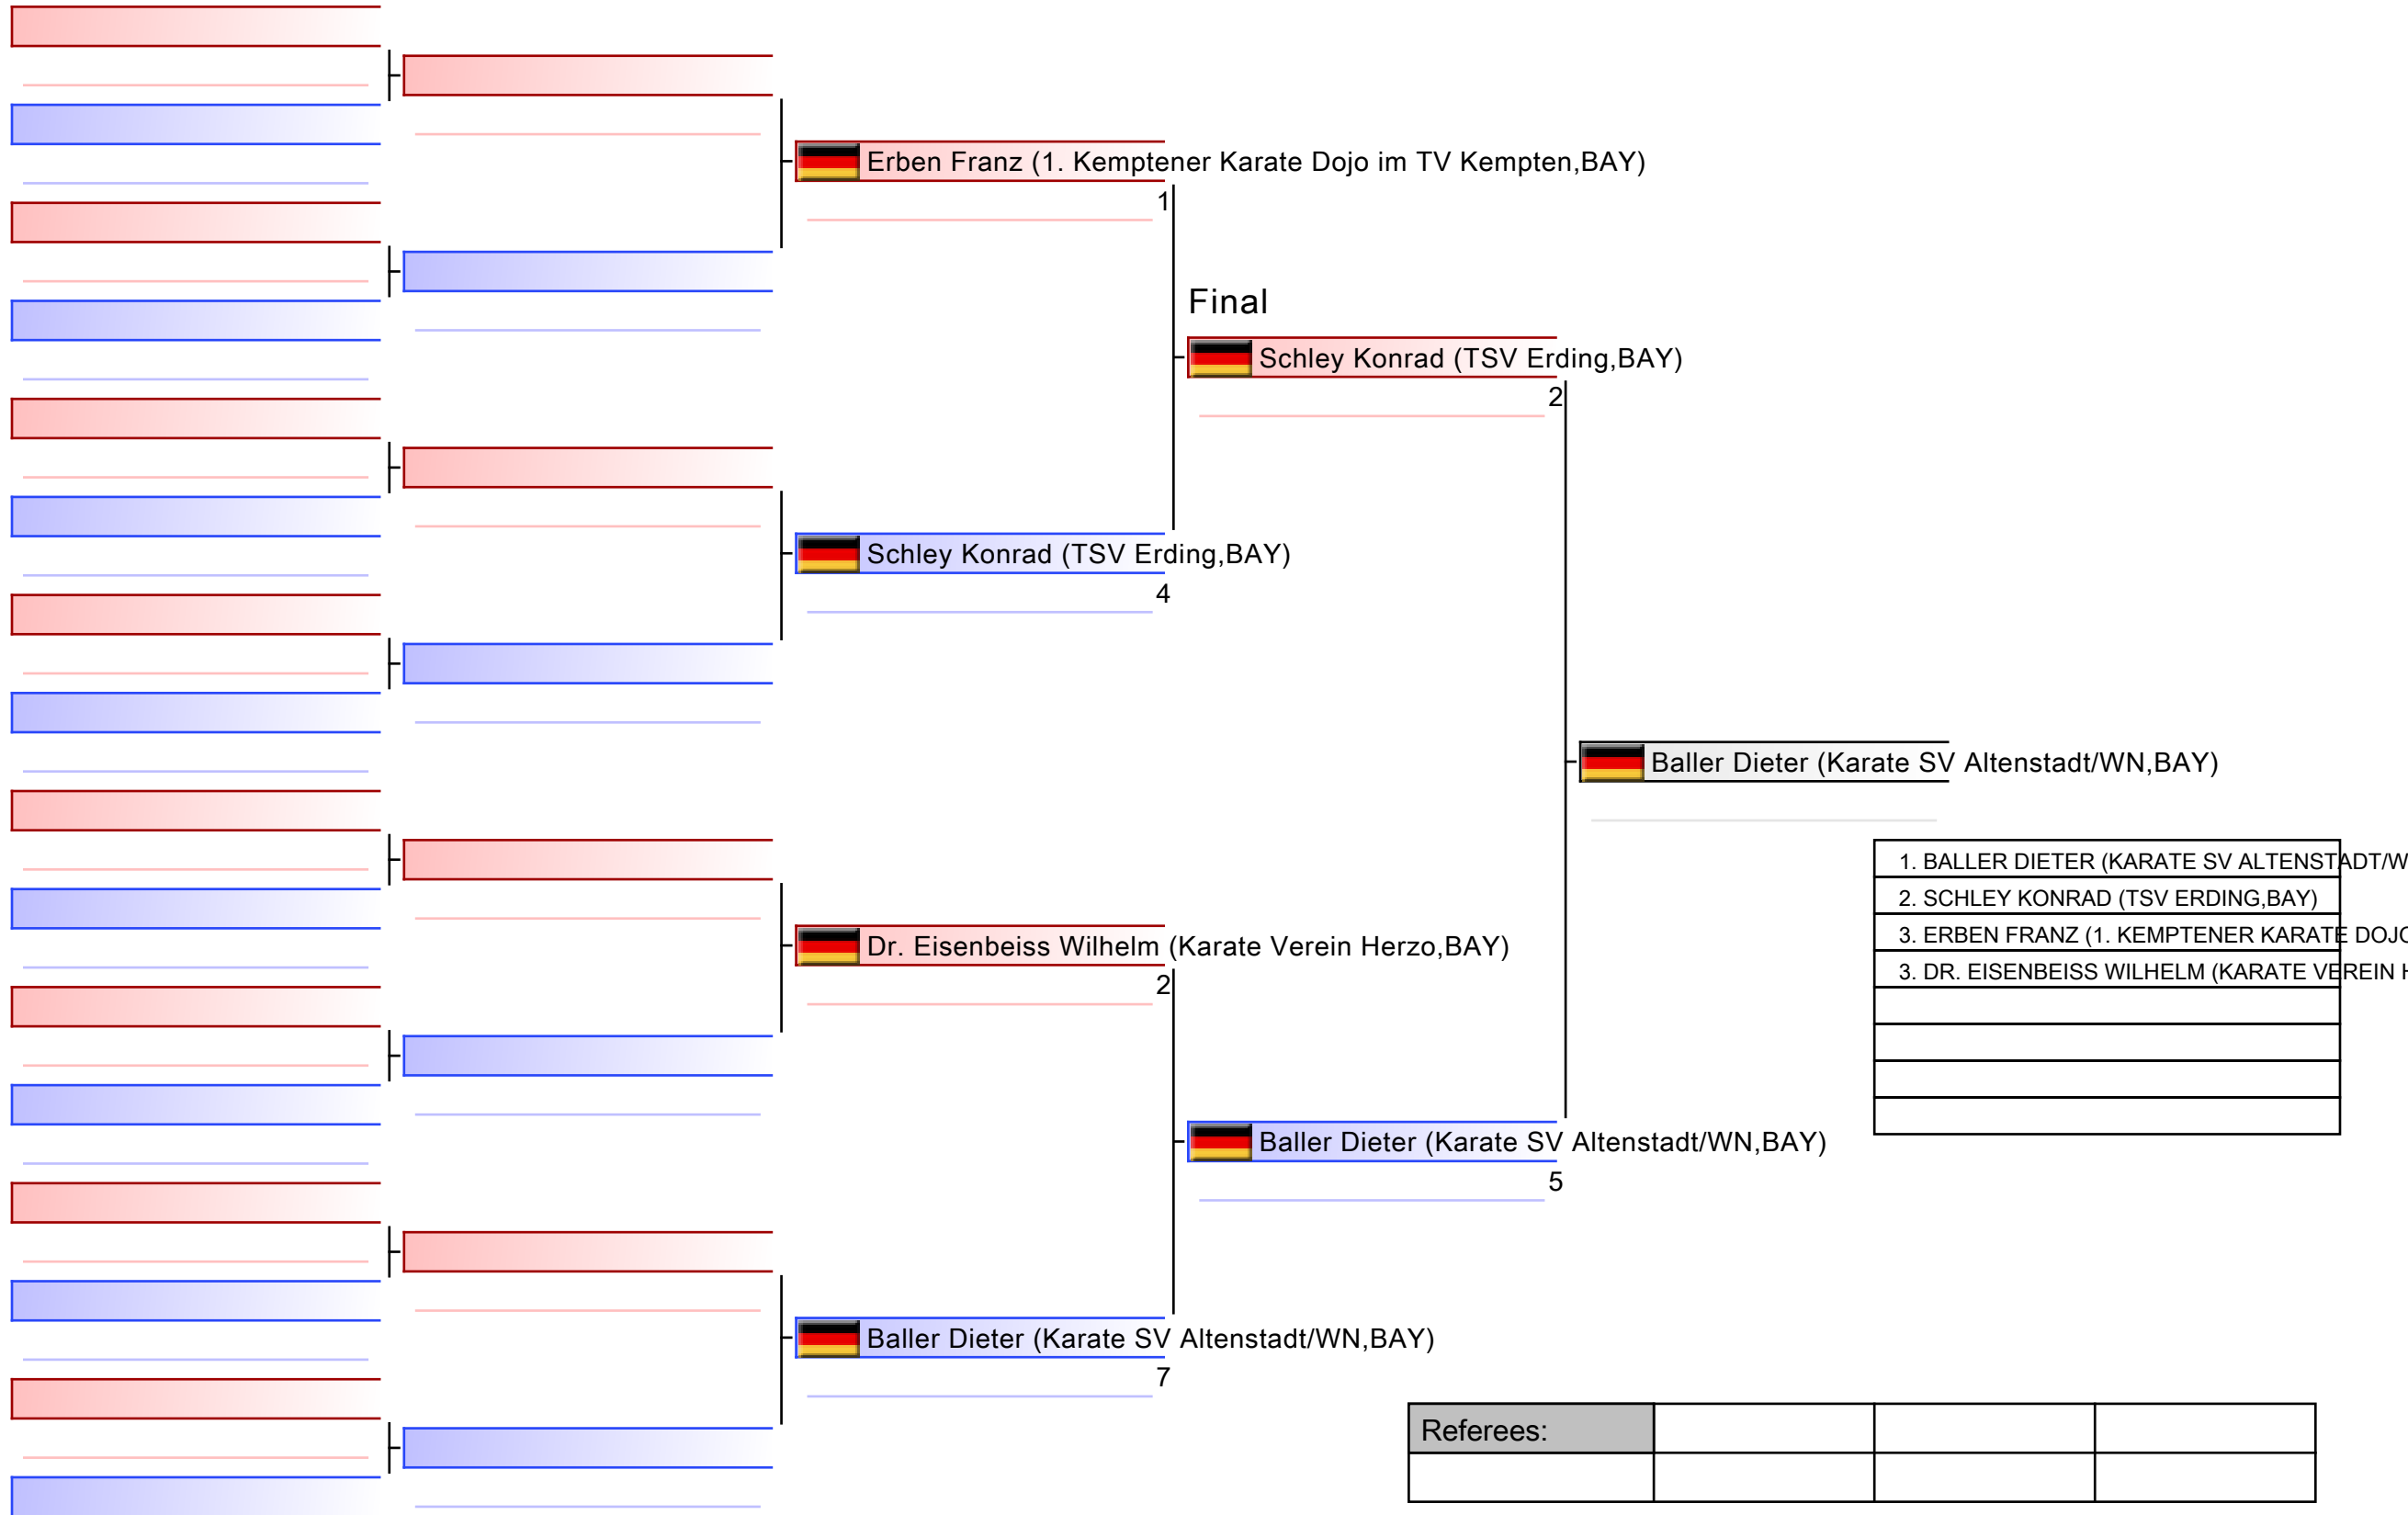 Erben Franz (1. Kemptener Karate Dojo im TV Kempten,BAY)
1
Final
Schley Konrad (TSV Erding,BAY)
2
Schley Konrad (TSV Erding,BAY)
4
Baller Dieter (Karate SV Altenstadt/WN,BAY)
1. BALLER DIETER (KARATE SV ALTENSTADT/W
2. SCHLEY KONRAD (TSV ERDING,BAY)
3. ERBEN FRANZ (1. KEMPTENER KARATE DOJO
3. DR. EISENBEISS WILHELM (KARATE VEREIN H
Dr. Eisenbeiss Wilhelm (Karate Verein Herzo,BAY)
2
Baller Dieter (Karate SV Altenstadt/WN,BAY)
5
Baller Dieter (Karate SV Altenstadt/WN,BAY)
7
Referees: